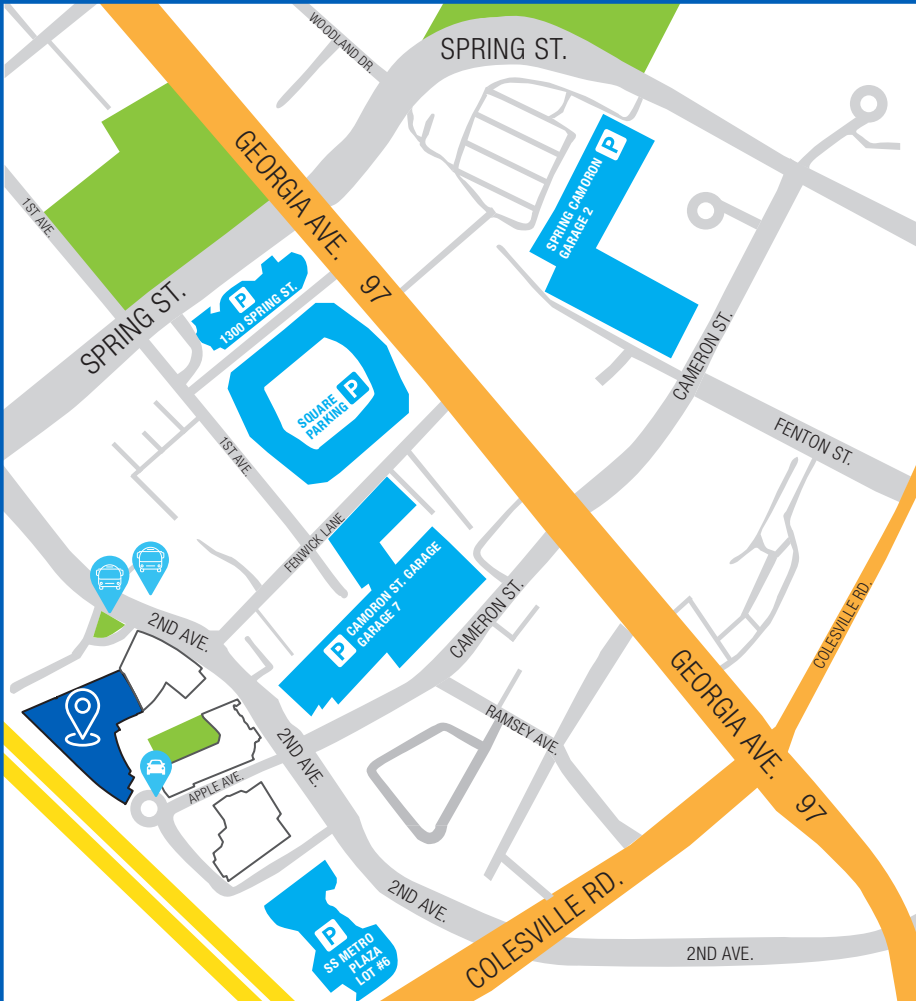 WOODLAND DR.
SPRING ST.
GEORGIA AVE.
97
P
SPRING CAMORON
GARAGE 2
1ST AVE.
SPRING ST.
P
1300 SPRING ST.
CAMERON ST.
SQUARE
PARKING
P
FENTON ST.
1ST AVE.
FENWICK LANE
P
CAMORON ST. GARAGE
GARAGE 7
CAMERON ST.
COLESVILLE RD.
2ND AVE.
GEORGIA AVE.
97
RAMSEY AVE.
2ND AVE.
APPLE AVE.
2ND AVE.
COLESVILLE RD.
P
SS METRO
PLAZA
LOT #6
2ND AVE.